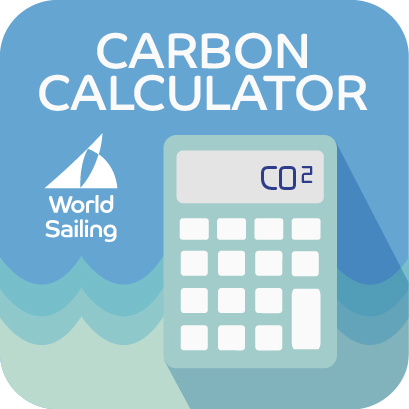 CARBON
CALCULATOR
CO²
World
Sailing